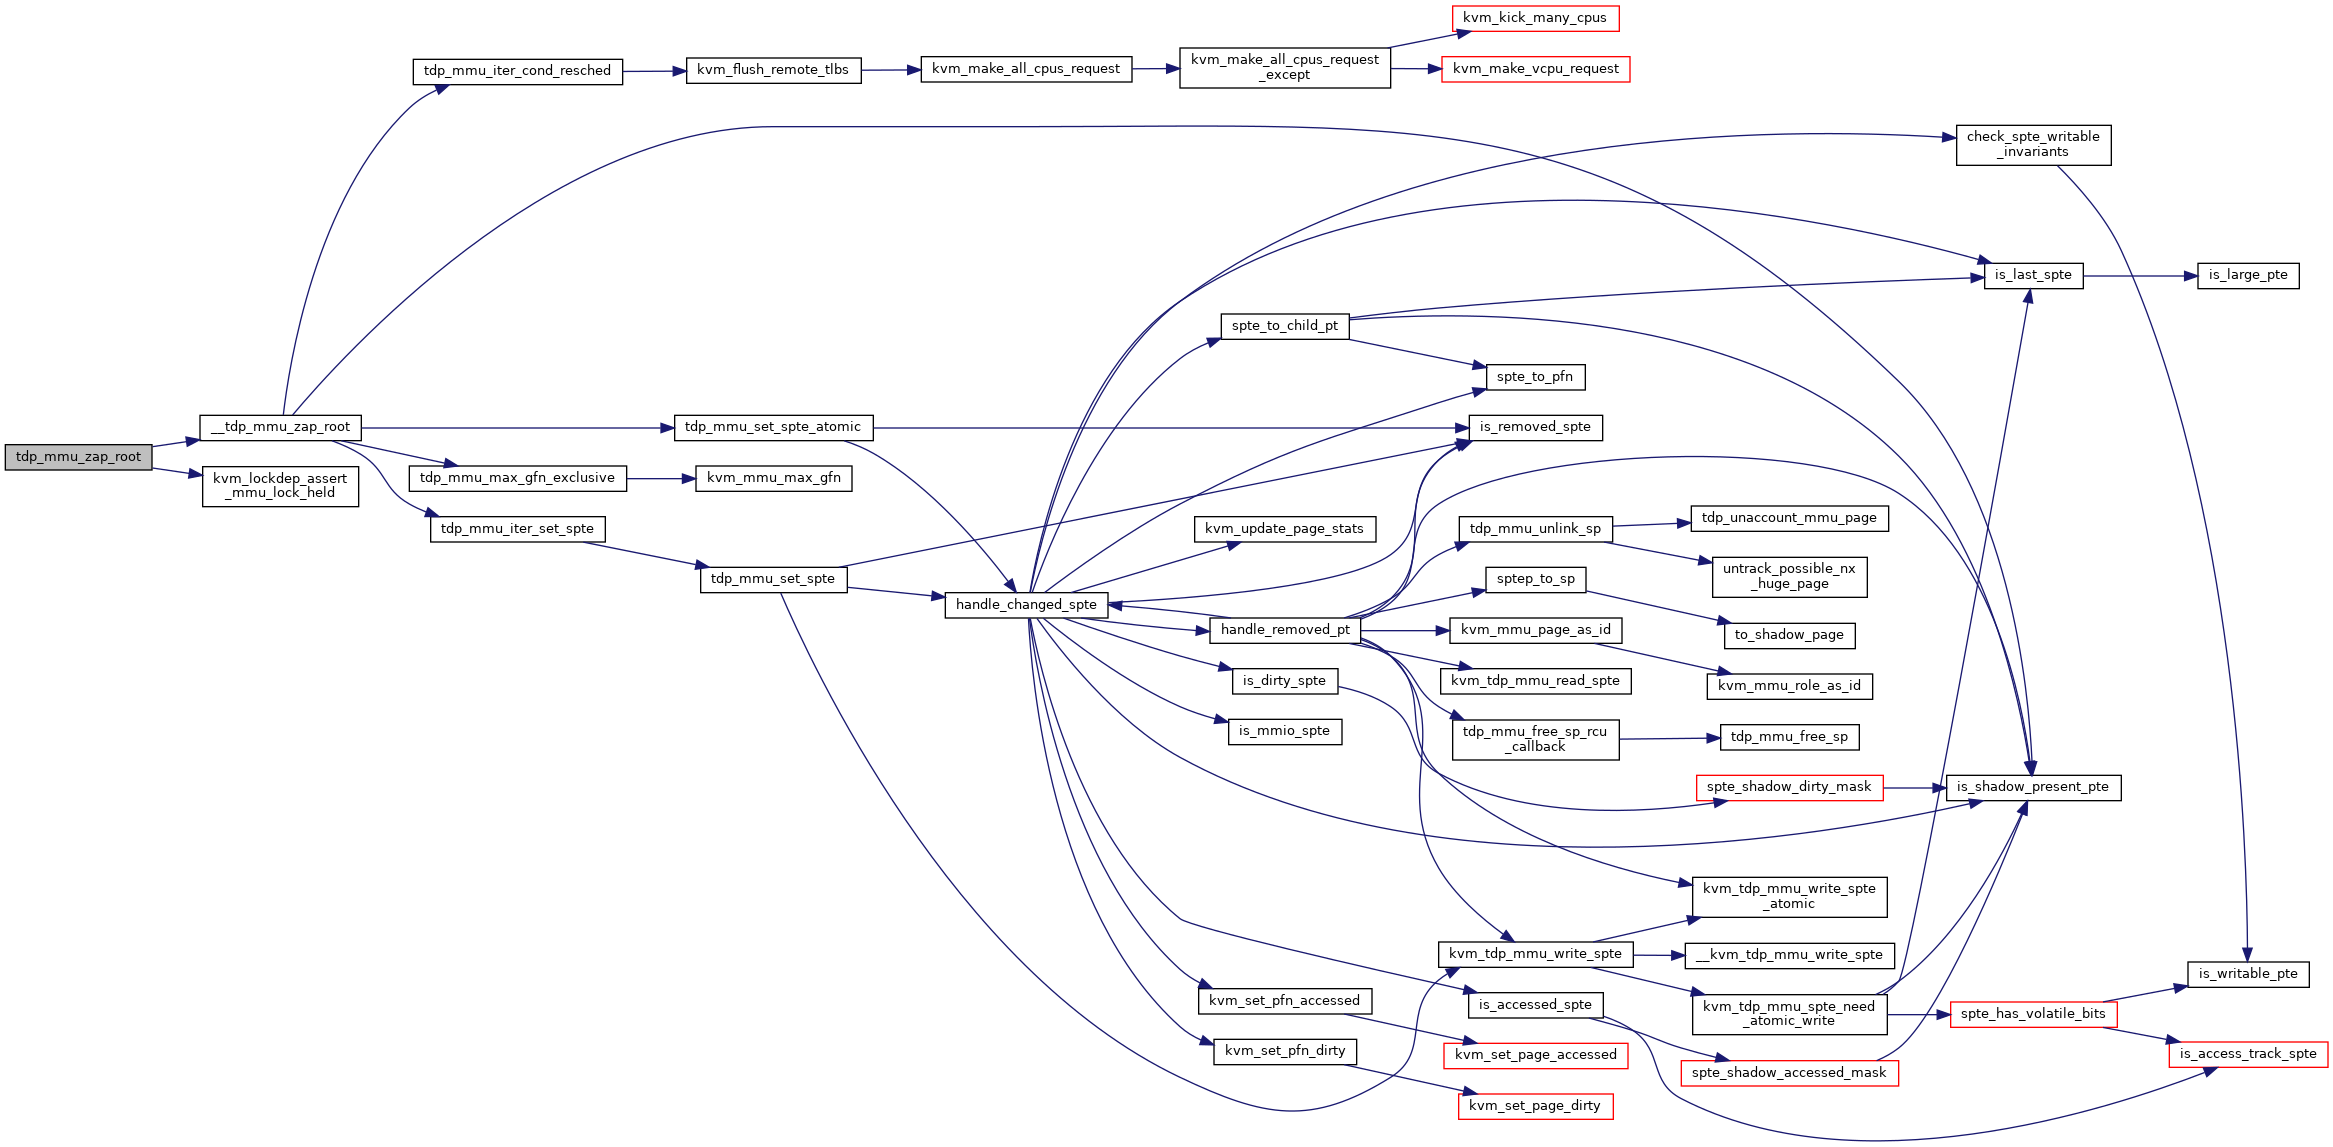 kvm_kick_many_cpus
tdp_mmu_iter_cond_resched
kvm_flush_remote_tlbs
kvm_make_all_cpus_request
kvm_make_all_cpus_request
_except
kvm_make_vcpu_request
check_spte_writable
_invariants
is_last_spte
is_large_pte
spte_to_child_pt
spte_to_pfn
tdp_mmu_zap_root
__tdp_mmu_zap_root
kvm_lockdep_assert
_mmu_lock_held
tdp_mmu_set_spte_atomic
is_removed_spte
tdp_mmu_max_gfn_exclusive
kvm_mmu_max_gfn
tdp_mmu_iter_set_spte
kvm_update_page_stats
tdp_mmu_unlink_sp
tdp_unaccount_mmu_page
untrack_possible_nx
_huge_page
tdp_mmu_set_spte
sptep_to_sp
handle_changed_spte
handle_removed_pt
kvm_mmu_page_as_id
to_shadow_page
is_dirty_spte
kvm_tdp_mmu_read_spte
kvm_mmu_role_as_id
is_mmio_spte
tdp_mmu_free_sp_rcu
_callback
tdp_mmu_free_sp
spte_shadow_dirty_mask
is_shadow_present_pte
kvm_tdp_mmu_write_spte
_atomic
kvm_tdp_mmu_write_spte
__kvm_tdp_mmu_write_spte
is_writable_pte
kvm_set_pfn_accessed
is_accessed_spte
kvm_tdp_mmu_spte_need
_atomic_write
spte_has_volatile_bits
kvm_set_pfn_dirty
kvm_set_page_accessed
spte_shadow_accessed_mask
is_access_track_spte
kvm_set_page_dirty